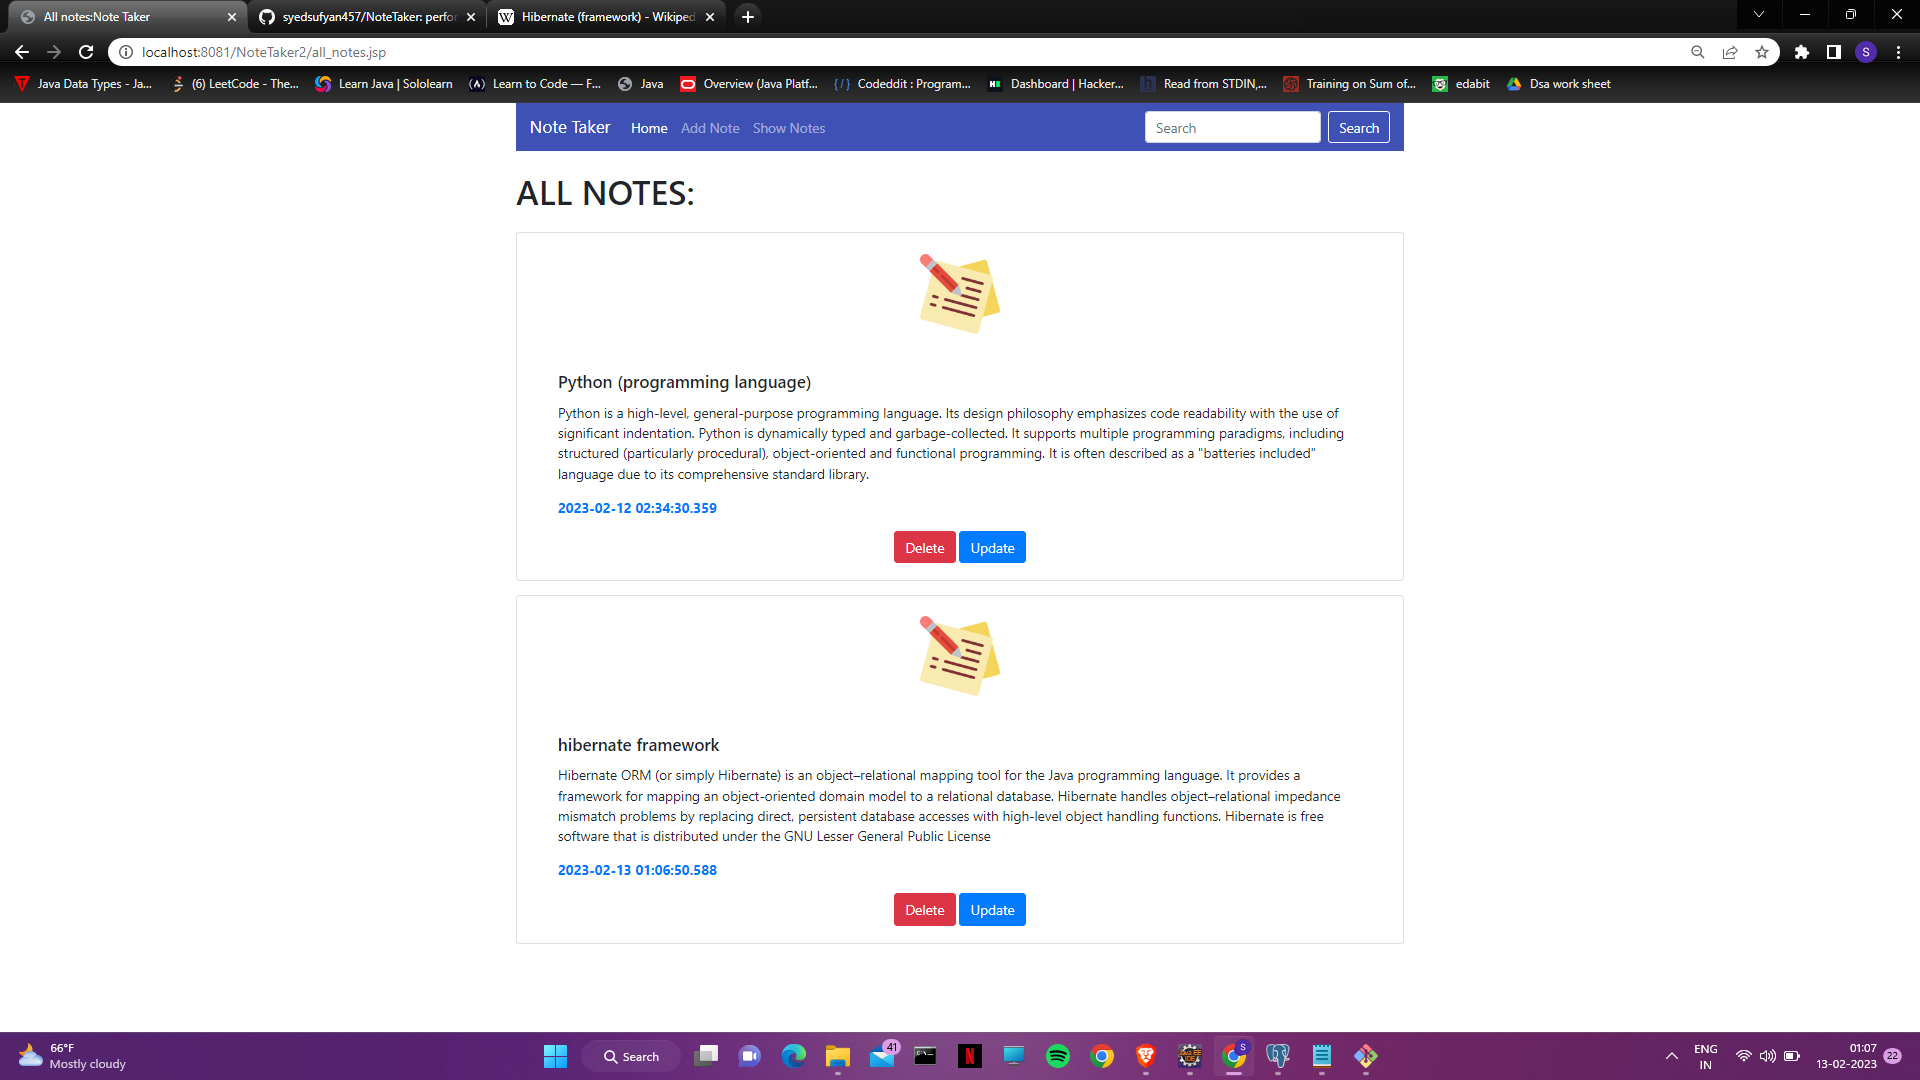 All notes:Note Taker
syedsufyan457/NoteTaker: perfor
W Hibernate (framework) - Wikiped
localhost:8081/NoteTaker2/all_notes.jsp
S
Java Data Types - Ja...
(6) LeetCode - The...
Learn Java | Sololearn
(A) Learn to Code — F...
Java
Overview (Java Platf...
{/} Codeddit : Program...
Dashboard | Hacker...
h Read from STDIN,...
Training on Sum of...
edabit
Dsa work sheet
Note Taker Home Add Note Show Notes Search Search
ALL NOTES:
Python (programming language)
Python is a high-level, general-purpose programming language. Its design philosophy emphasizes code readability with the use of
significant indentation. Python is dynamically typed and garbage-collected. It supports multiple programming paradigms, including
structured (particularly procedural), object-oriented and functional programming. It is often described as a "batteries included"
language due to its comprehensive standard library.
2023-02-12 02:34:30.359
Delete Update
hibernate framework
Hibernate ORM (or simply Hibernate) is an object–relational mapping tool for the Java programming language. It provides a
framework for mapping an object-oriented domain model to a relational database. Hibernate handles object–relational impedance
mismatch problems by replacing direct, persistent database accesses with high-level object handling functions. Hibernate is free
software that is distributed under the GNU Lesser General Public License
2023-02-13 01:06:50.588
Delete Update
66°F
Mostly cloudy
Search
41
N
S
ENG
IN
01:07
13-02-2023
22